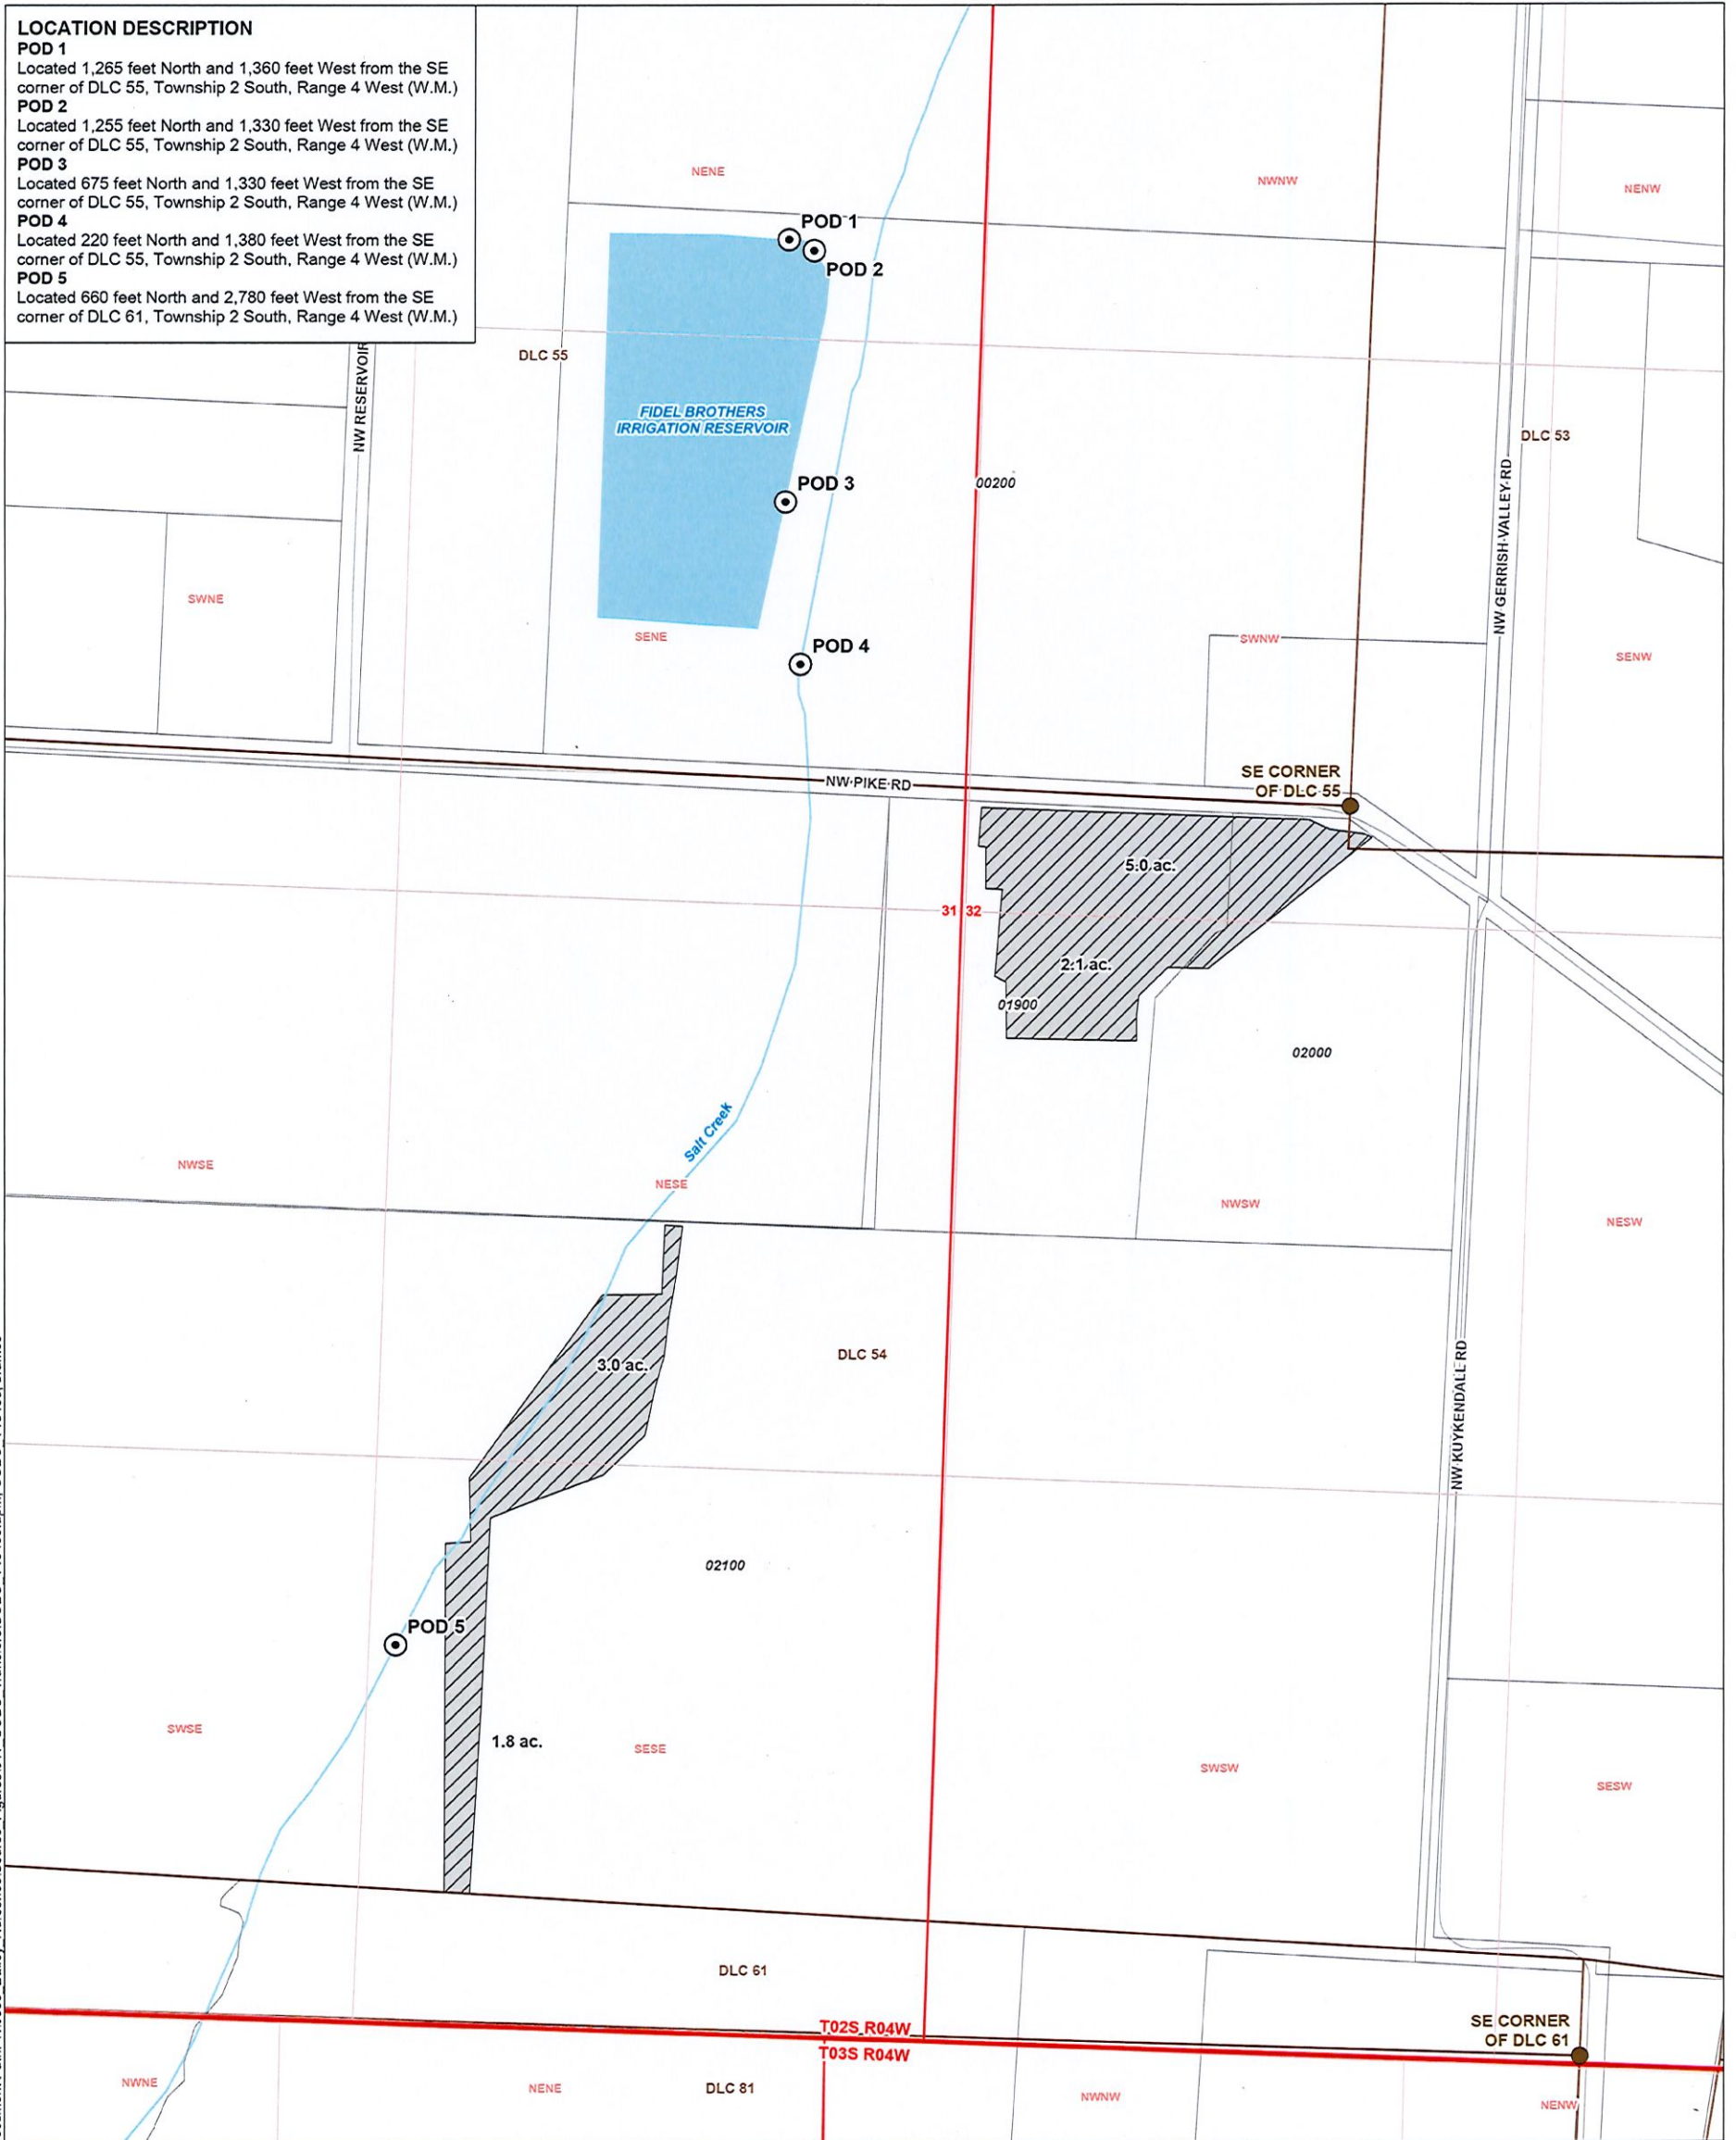 LOCATION DESCRIPTION
POD 1
Located 1,265 feet North and 1,360 feet West from the SE
corner of DLC 55, Township 2 South, Range 4 West (W.M.)
POD 2
Located 1,255 feet North and 1,330 feet West from the SE
corner of DLC 55, Township 2 South, Range 4 West (W.M.)
POD 3
Located 675 feet North and 1,330 feet West from the SE
corner of DLC 55, Township 2 South, Range 4 West (W.M.)
POD 4
Located 220 feet North and 1,380 feet West from the SE
corner of DLC 55, Township 2 South, Range 4 West (W.M.)
POD 5
Located 660 feet North and 2,780 feet West from the SE
corner of DLC 61, Township 2 South, Range 4 West (W.M.)
NENE
NWNW
NENW
POD 1
POD 2
DLC 55
NW RESERVOIR
FIDEL BROTHERS
IRRIGATION RESERVOIR
DLC 53
POD 3
00200
NW GERRISH VALLEY RD
SWNE
SENE
POD 4
SWNW
SENW
NW PIKE RD
SE CORNER
OF DLC 55
5.0 ac.
31 32
2.1 ac.
01900
02000
Salt Creek
NWSE
NESE
NWSW
NESW
3.0 ac.
DLC 54
NW KUYKENDALL RD
02100
POD 5
SWSE
1.8 ac.
SESE
SWSW
SESW
DLC 61
T02S R04W
T03S R04W
SE CORNER
OF DLC 61
NWNE
NENE
DLC 81
NWNW
NENW